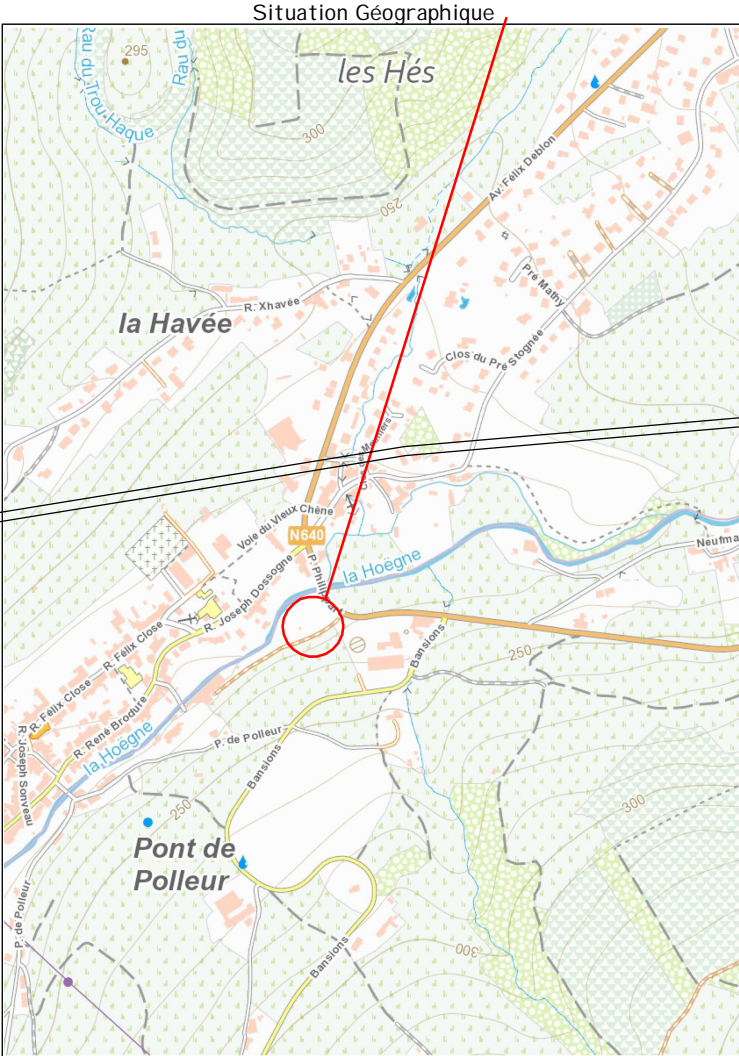 Situation Géographique
295
les Hés
Rau du Trou Haque
Rau du
300
Av. Félix Deblon
250
Pré Mathy
R. Xhavée
la Havée
Clos du Pré Stognée
Voie du Vieux Chêne
N640
la Hoëgne
Neufma
R. Joseph Dossogne
R. Félix Close
250
Bansions
R. Félix Close
R. René Brodure
la Hoëgne
R. Joseph Sonveau
P. de Polleur
Bansions
250
300
Pont de
Polleur
P. de Polleur
300
Bansions